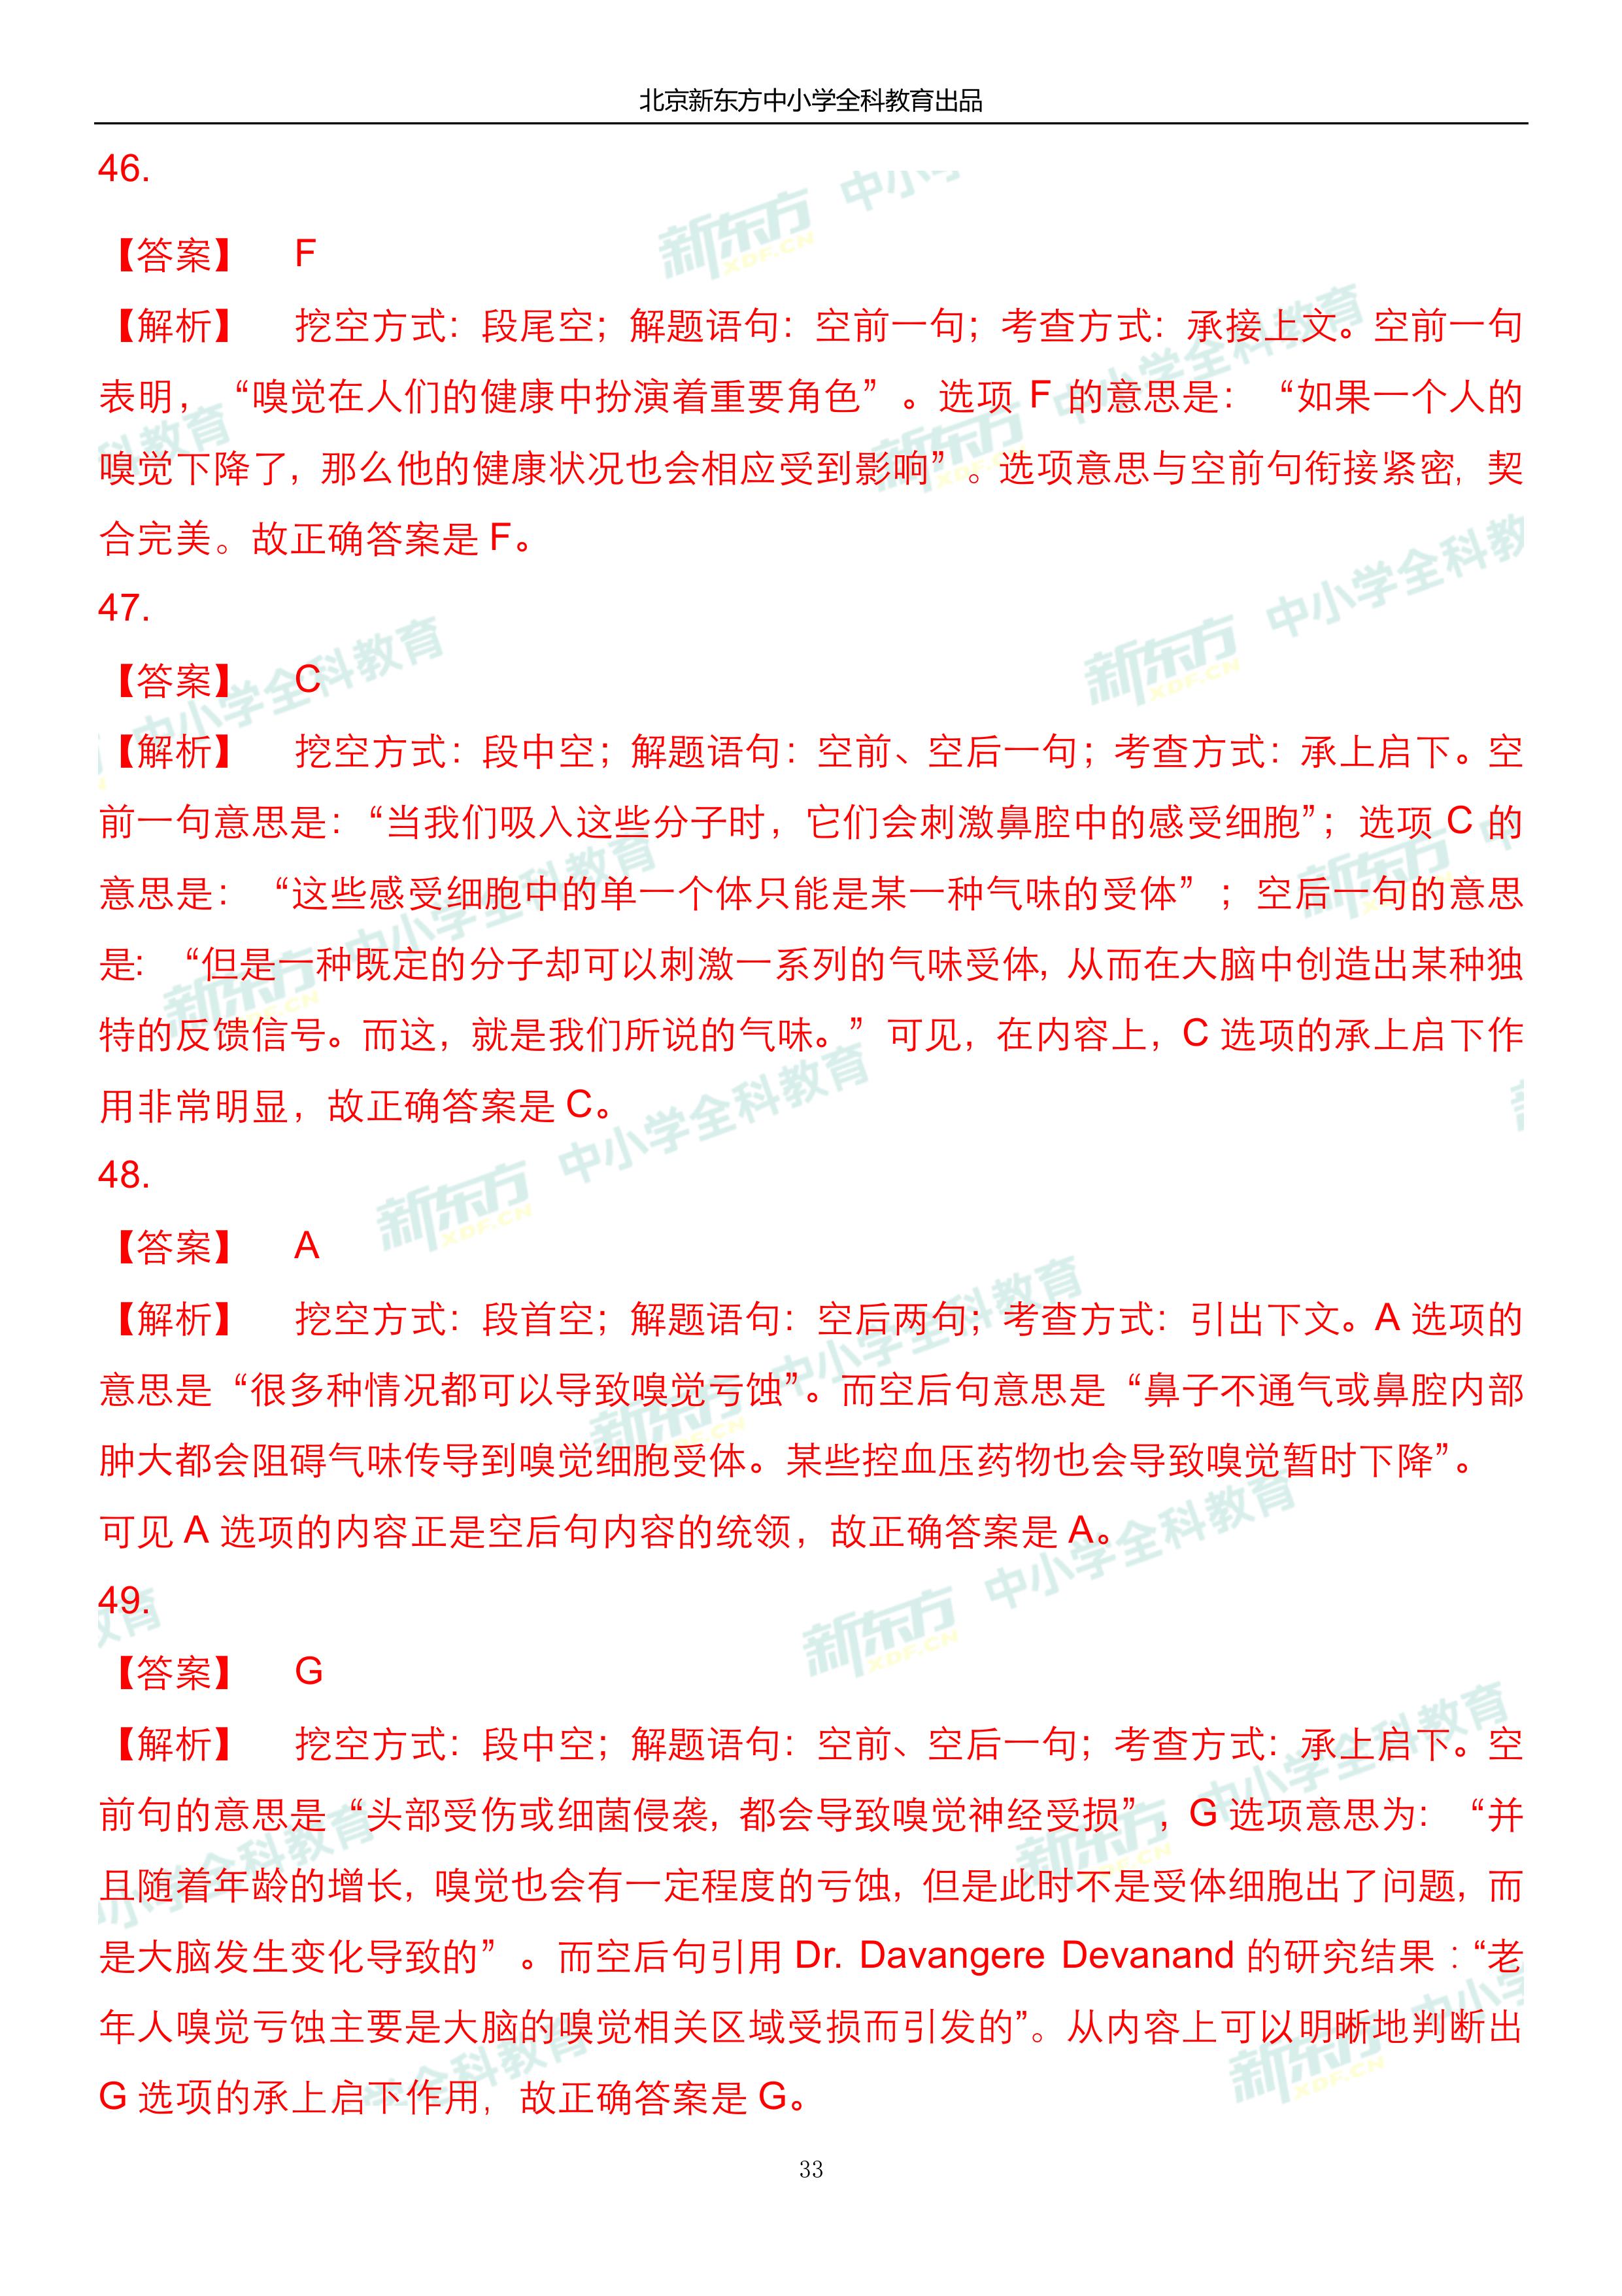 北京新东方中小学全科教育出品
46.
【答案】 F
【解析】 挖空方式：段尾空；解题语句：空前一句；考查方式：承接上文。空前一句
表明，“嗅觉在人们的健康中扮演着重要角色”。选项 F 的意思是：“如果一个人的
嗅觉下降了，那么他的健康状况也会相应受到影响”。选项意思与空前句衔接紧密，契
合完美。故正确答案是 F。
47.
【答案】 C
【解析】 挖空方式：段中空；解题语句：空前、空后一句；考查方式：承上启下。空
前一句意思是：“当我们吸入这些分子时，它们会刺激鼻腔中的感受细胞”；选项 C 的
意思是：“这些感受细胞中的单一个体只能是某一种气味的受体”；空后一句的意思
是：“但是一种既定的分子却可以刺激一系列的气味受体，从而在大脑中创造出某种独
特的反馈信号。而这，就是我们所说的气味。”可见，在内容上，C 选项的承上启下作
用非常明显，故正确答案是 C。
48.
【答案】 A
【解析】 挖空方式：段首空；解题语句：空后两句；考查方式：引出下文。A 选项的
意思是“很多种情况都可以导致嗅觉亏蚀”。而空后句意思是“鼻子不通气或鼻腔内部
肿大都会阻碍气味传导到嗅觉细胞受体。某些控血压药物也会导致嗅觉暂时下降”。
可见 A 选项的内容正是空后句内容的统领，故正确答案是 A。
49.
【答案】 G
【解析】 挖空方式：段中空；解题语句：空前、空后一句；考查方式：承上启下。空
前句的意思是“头部受伤或细菌侵袭，都会导致嗅觉神经受损”，G 选项意思为：“并
且随着年龄的增长，嗅觉也会有一定程度的亏蚀，但是此时不是受体细胞出了问题，而
是大脑发生变化导致的”。而空后句引用 Dr. Davangere Devanand 的研究结果：“老
年人嗅觉亏蚀主要是大脑的嗅觉相关区域受损而引发的”。从内容上可以明晰地判断出
G 选项的承上启下作用，故正确答案是 G。
33